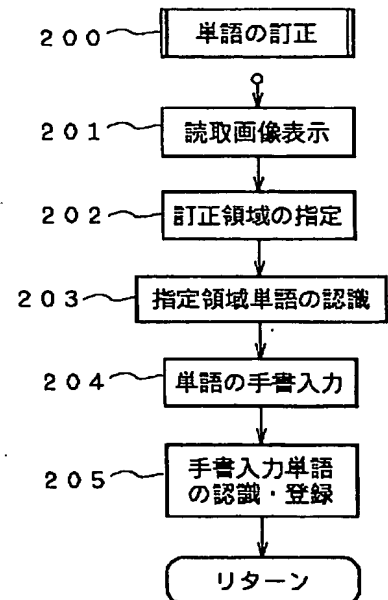 200 単語の訂正
201 読取画像表示
202 訂正領域の指定
203 指定領域単語の認識
204 単語の手書入力
205 手書入力単語
の認識・登録
リターン